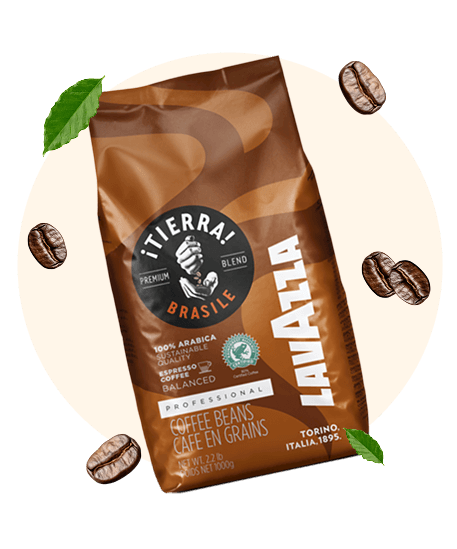 ¡TIERRA!
PREMIUM BLEND
BRASILE
100% ARABICA
SUSTAINABLE
QUALITY
ESPRESSO
COFFEE
BALANCED
PROFESSIONAL
COFFEE BEANS
CAFE EN GRAINS
NET WT. 2.2 lb
POIDS NET 1000g
LAVAZZA
TORINO,
ITALIA, 1895.